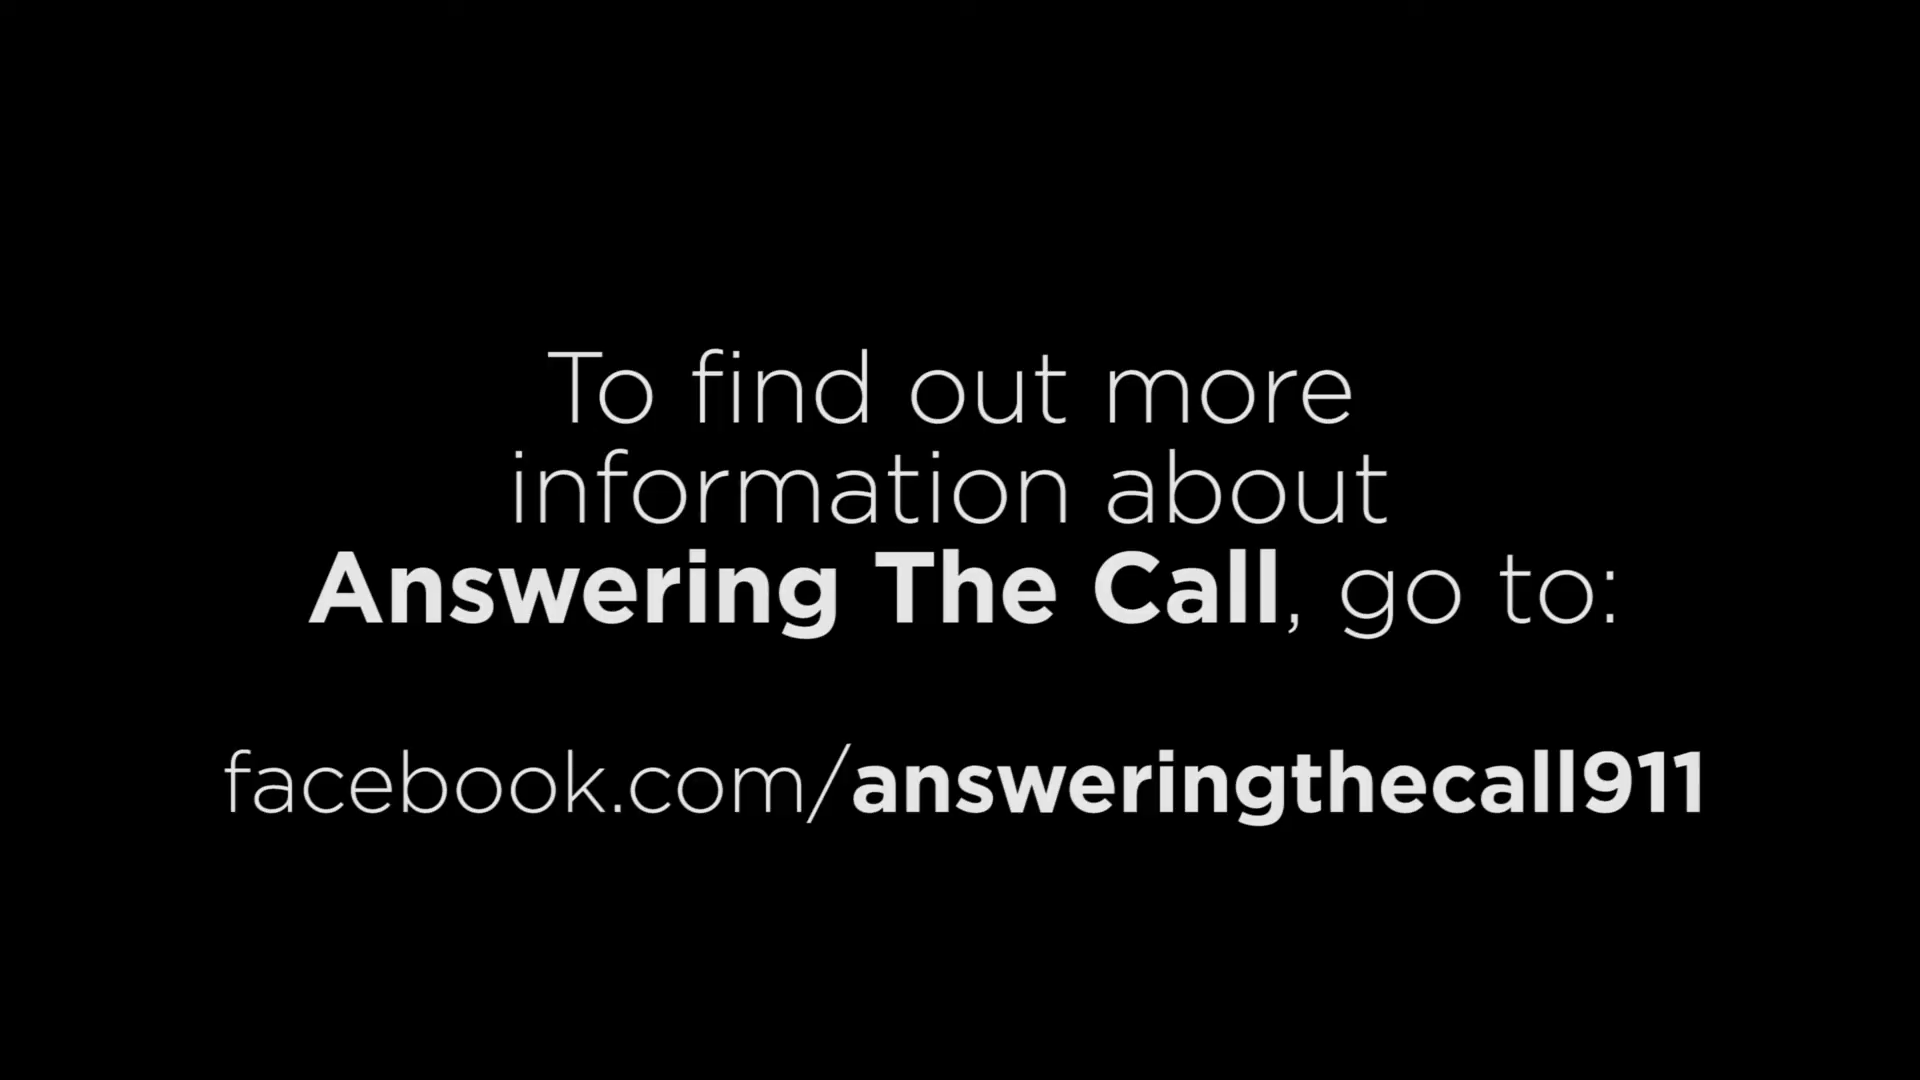 To find out more
information about
Answering The Call, go to:
facebook.com/answeringthecall911